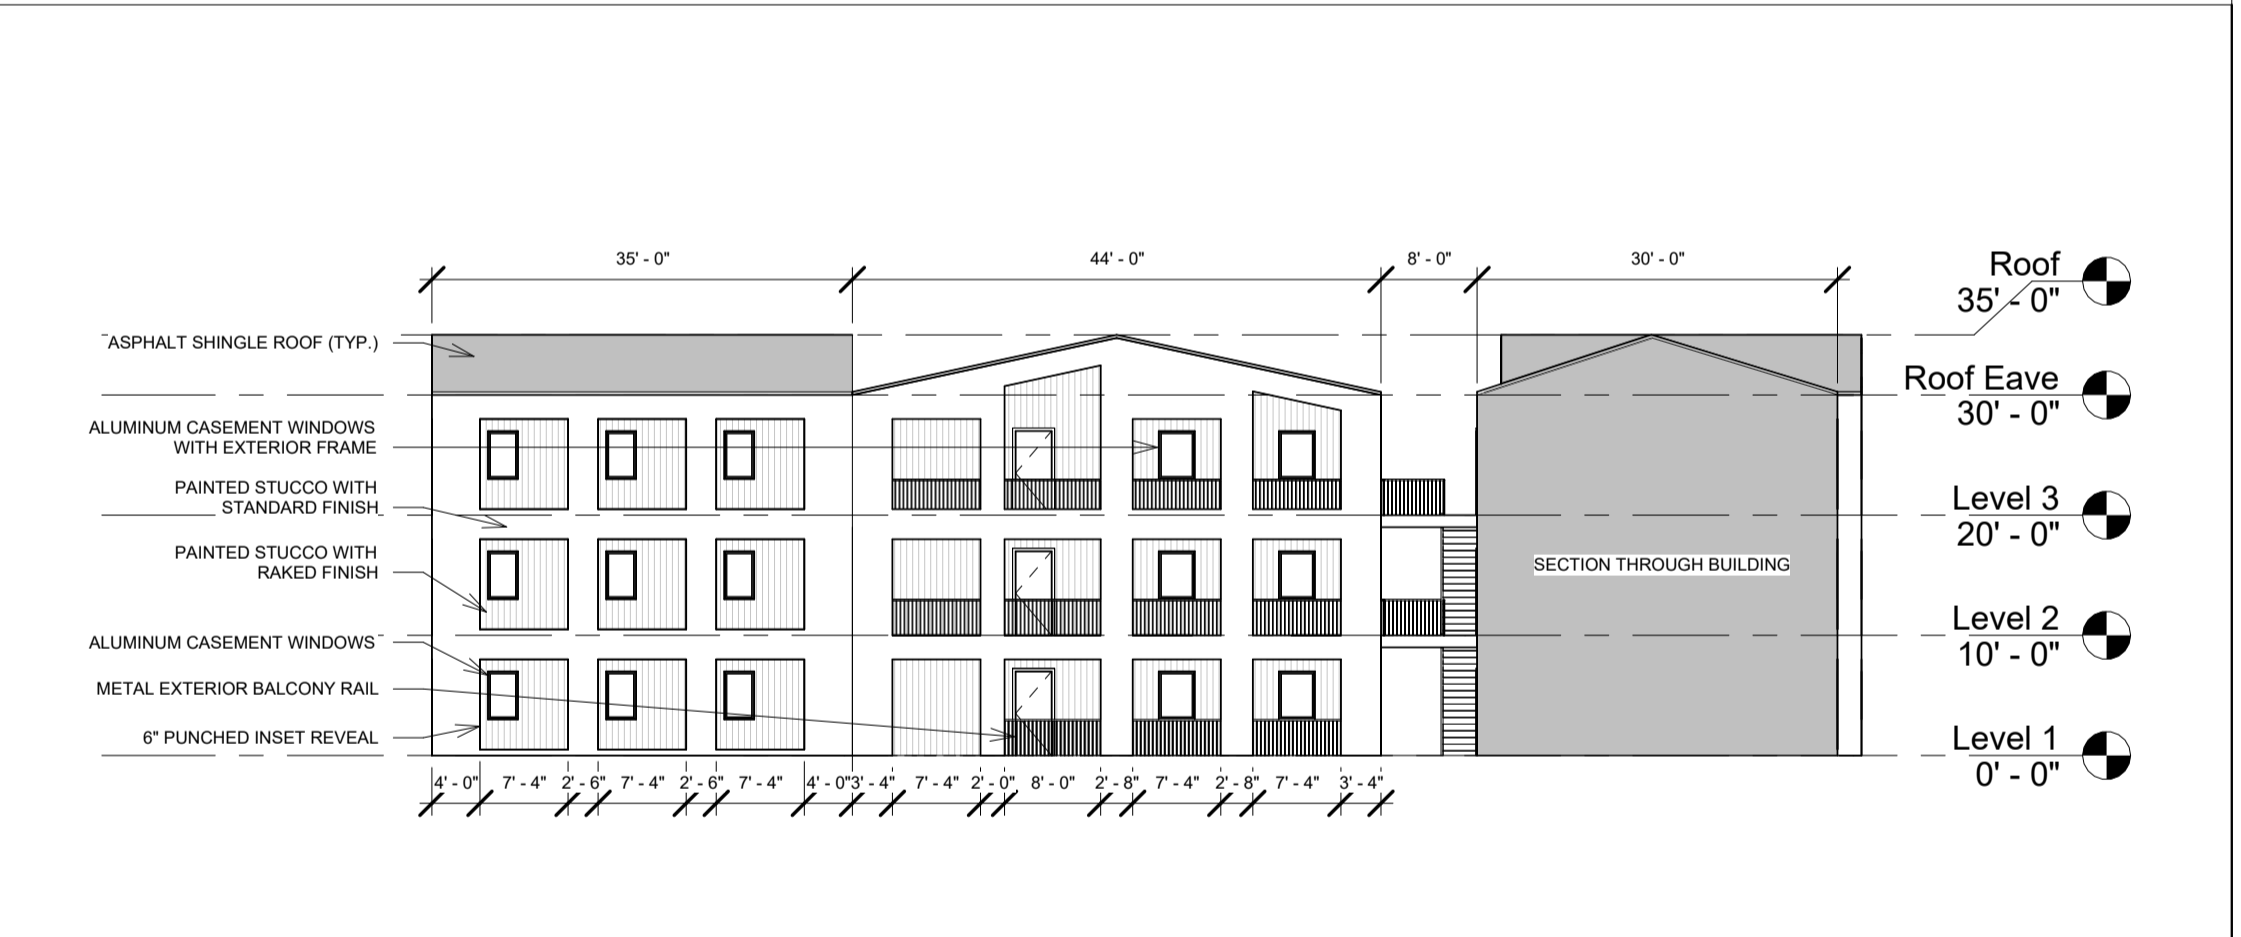 35' - 0"
44' - 0"
8' - 0"
30' - 0"
Roof
35' - 0"
ASPHALT SHINGLE ROOF (TYP.)
Roof Eave
30' - 0"
ALUMINUM CASEMENT WINDOWS
WITH EXTERIOR FRAME
PAINTED STUCCO WITH
STANDARD FINISH
Level 3
20' - 0"
PAINTED STUCCO WITH
RAKED FINISH
SECTION THROUGH BUILDING
Level 2
10' - 0"
ALUMINUM CASEMENT WINDOWS
METAL EXTERIOR BALCONY RAIL
6" PUNCHED INSET REVEAL
Level 1
0' - 0"
4' - 0"
7' - 4"
2' - 6"
7' - 4"
2' - 6"
7' - 4"
4' - 0"
3' - 4"
7' - 4"
2' - 0"
8' - 0"
2' - 8"
7' - 4"
2' - 8"
7' - 4"
3' - 4"